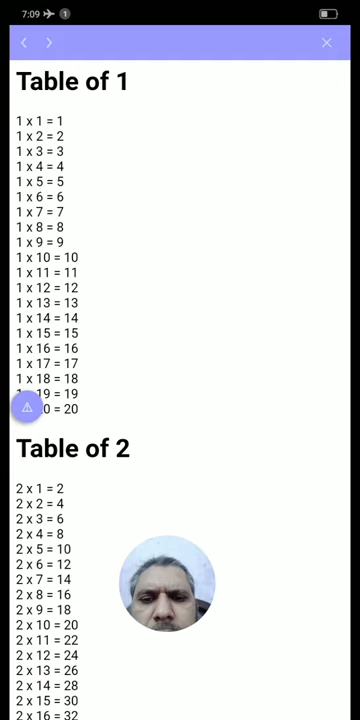 7:09 1
Table of 1
1 x 1 = 1
1 x 2 = 2
1 x 3 = 3
1 x 4 = 4
1 x 5 = 5
1 x 6 = 6
1 x 7 = 7
1 x 8 = 8
1 x 9 = 9
1 x 10 = 10
1 x 11 = 11
1 x 12 = 12
1 x 13 = 13
1 x 14 = 14
1 x 15 = 15
1 x 16 = 16
1 x 17 = 17
1 x 18 = 18
19 = 19
0 = 20
Table of 2
2 x 1 = 2
2 x 2 = 4
2 x 3 = 6
2 x 4 = 8
2 x 5 = 10
2 x 6 = 12
2 x 7 = 14
2 x 8 = 16
2 x 9 = 18
2 x 10 = 20
2 x 11 = 22
2 x 12 = 24
2 x 13 = 26
2 x 14 = 28
2 x 15 = 30
2 x 16 = 32